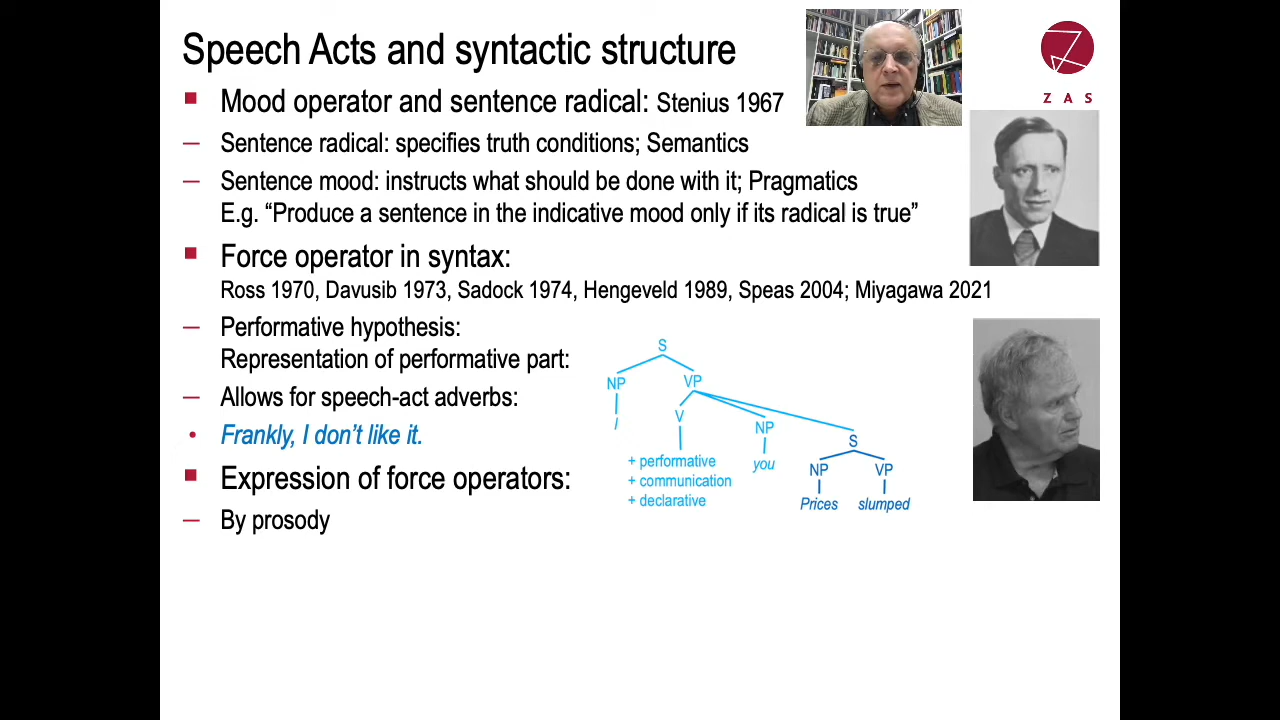 Speech Acts and syntactic structure
ZAS
Mood operator and sentence radical: Stenius 1967
Sentence radical: specifies truth conditions; Semantics
Sentence mood: instructs what should be done with it; Pragmatics
E.g. “Produce a sentence in the indicative mood only if its radical is true”
Force operator in syntax:
Ross 1970, Davusib 1973, Sadock 1974, Hengeveld 1989, Speas 2004; Miyagawa 2021
Performative hypothesis:
Representation of performative part:
Allows for speech-act adverbs:
Frankly, I don’t like it.
Expression of force operators:
By prosody
S
NP VP
I V NP S
+ performative
+ communication
+ declarative
you
NP VP
Prices slumped